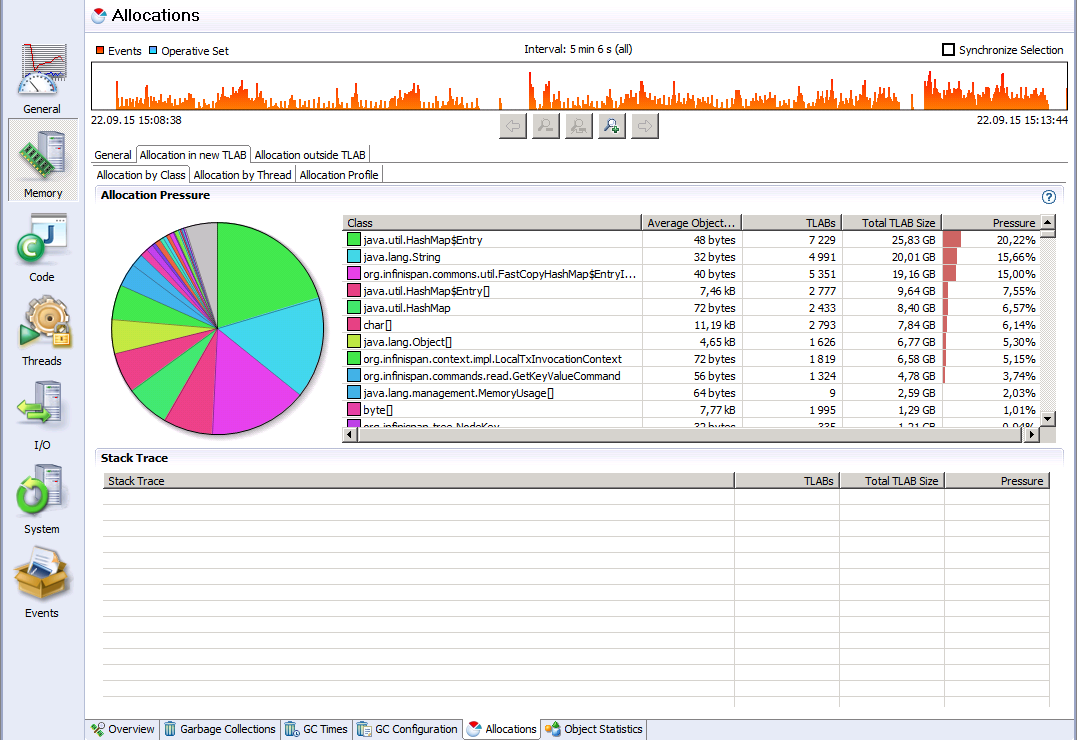 Allocations
Events Operative Set Interval: 5 min 6 s (all) Synchronize Selection
22.09.15 15:08:38 22.09.15 15:13:44
General
Memory
Code
Threads
I/O
System
Events
General Allocation in new TLAB Allocation outside TLAB
Allocation by Class Allocation by Thread Allocation Profile
Allocation Pressure
Class Average Object... TLABs Total TLAB Size Pressure
java.util.HashMap$Entry 48 bytes 7 229 25,83 GB 20,22%
java.lang.String 32 bytes 4 991 20,01 GB 15,66%
org.infinispan.commons.util.FastCopyHashMap$EntryI... 40 bytes 5 351 19,16 GB 15,00%
java.util.HashMap$Entry[] 7,46 kB 2 777 9,64 GB 7,55%
java.util.HashMap 72 bytes 2 433 8,40 GB 6,57%
char[] 11,19 kB 2 793 7,84 GB 6,14%
java.lang.Object[] 4,65 kB 1 626 6,77 GB 5,30%
org.infinispan.context.impl.LocalTxInvocationContext 72 bytes 1 819 6,58 GB 5,15%
org.infinispan.commands.read.GetKeyValueCommand 56 bytes 1 324 4,78 GB 3,74%
java.lang.management.MemoryUsage[] 64 bytes 9 2,59 GB 2,03%
byte[] 7,77 kB 1 995 1,29 GB 1,01%
org.infinispan.tree.NodeKey 32 bytes 335 1,21 GB 0,94%
Stack Trace
Stack Trace TLABs Total TLAB Size Pressure
Overview Garbage Collections GC Times GC Configuration Allocations Object Statistics